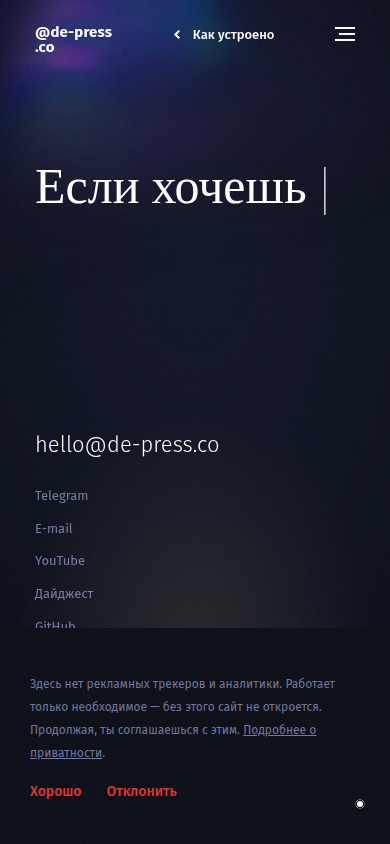 @de-press
.co
Как устроено
Если хочешь
hello@de-press.co
Telegram
E-mail
YouTube
Дайджест
GitHub
Здесь нет рекламных трекеров и аналитики. Работает
только необходимое — без этого сайт не откроется.
Продолжая, ты соглашаешься с этим. Подробнее о
приватности.
Хорошо Отклонить